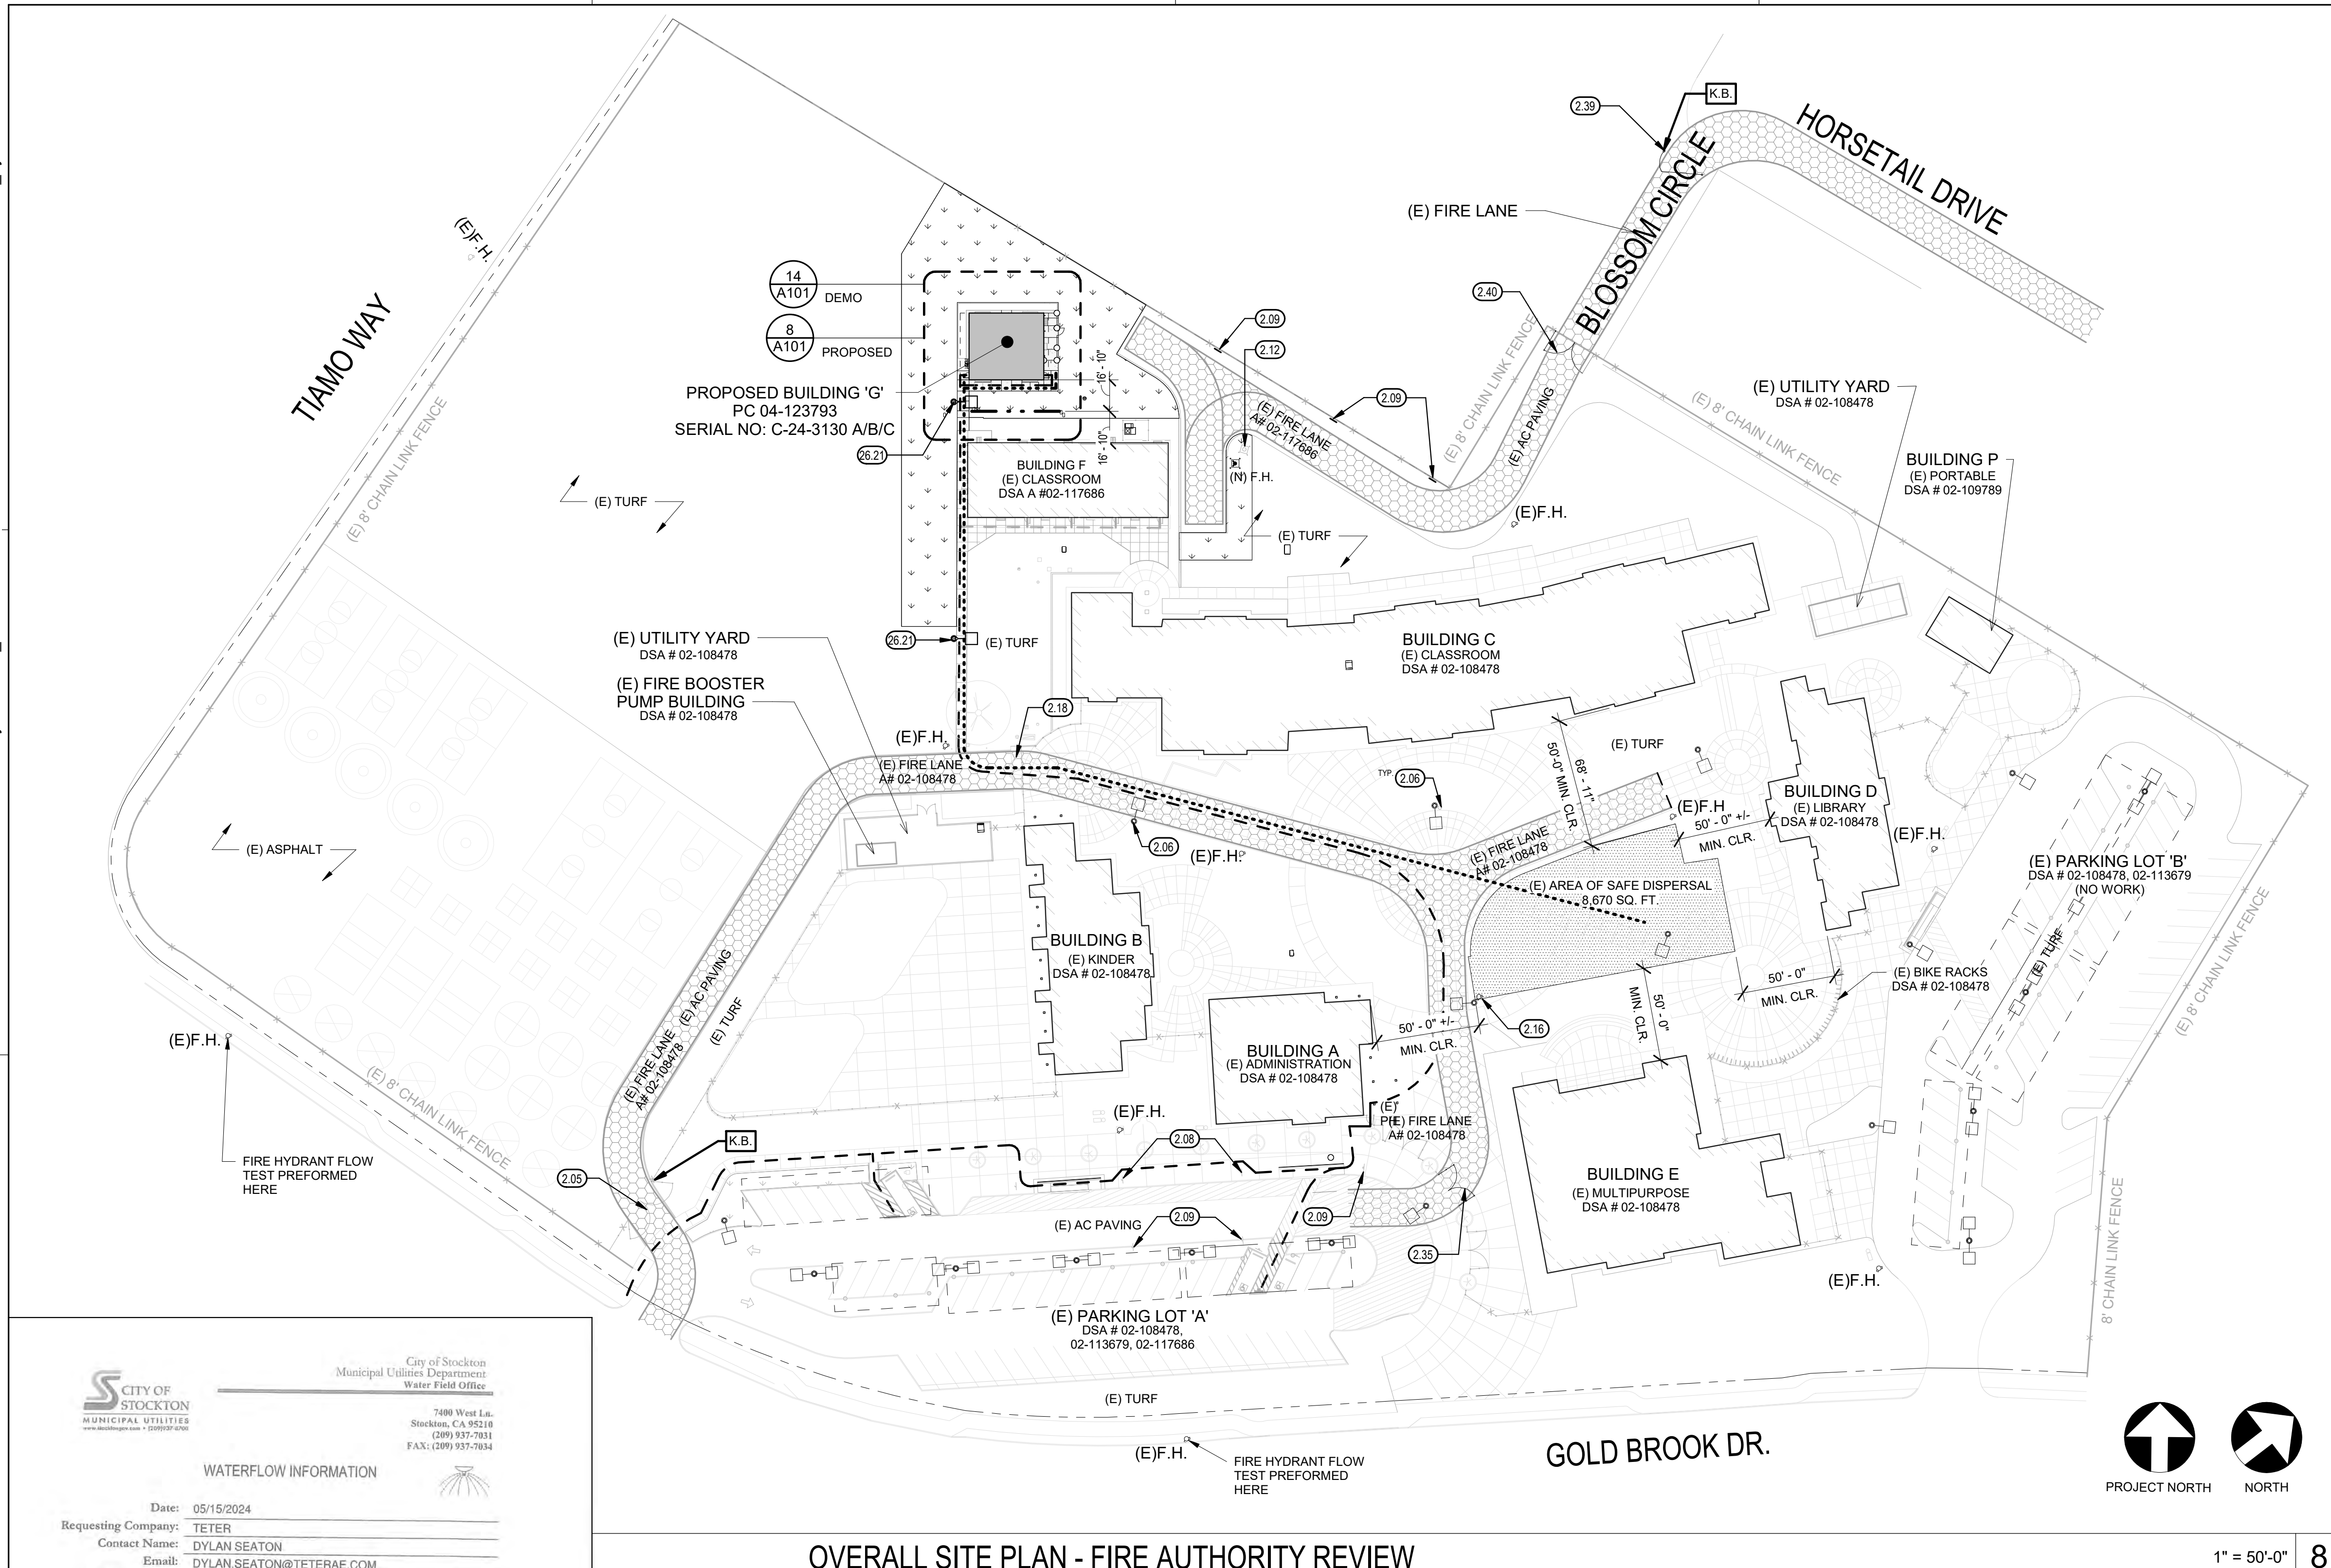 K.B.
2.39
HORSETAIL DRIVE
BLOSSOM CIRCLE
(E) FIRE LANE
(E)F.H.
TIAMO WAY
14
A101
DEMO
8
A101
PROPOSED
2.40
2.09
2.12
2.09
16' - 10"
16' - 10"
PROPOSED BUILDING 'G'
PC 04-123793
SERIAL NO: C-24-3130 A/B/C
26.21
(E) 8' CHAIN LINK FENCE
(E) 8' CHAIN LINK FENCE
(E) 8' CHAIN LINK FENCE
(E) FIRE LANE
A# 02-117686
(E) AC PAVING
(N) F.H.
BUILDING F
(E) CLASSROOM
DSA A #02-117686
(E) UTILITY YARD
DSA # 02-108478
BUILDING P
(E) PORTABLE
DSA # 02-109789
(E) TURF
(E)F.H.
(E) TURF
(E) UTILITY YARD
DSA # 02-108478
26.21
(E) TURF
BUILDING C
(E) CLASSROOM
DSA # 02-108478
(E) FIRE BOOSTER
PUMP BUILDING
DSA # 02-108478
2.18
(E)F.H.
(E) FIRE LANE
A# 02-108478
TYP.
2.06
50'-0" MIN. CLR.
68' - 11"
(E) TURF
BUILDING D
(E) LIBRARY
DSA # 02-108478
(E)F.H
50' - 0" +/-
MIN. CLR.
(E)F.H.
2.06
(E)F.H.
(E) FIRE LANE
A# 02-108478
(E) ASPHALT
(E) AREA OF SAFE DISPERSAL
8,670 SQ. FT.
(E) PARKING LOT 'B'
DSA # 02-108478, 02-113679
(NO WORK)
(E) TURF
(E) 8' CHAIN LINK FENCE
BUILDING B
(E) KINDER
DSA # 02-108478
(E) BIKE RACKS
DSA # 02-108478
50' - 0"
MIN. CLR.
50' - 0"
MIN. CLR.
2.16
50' - 0" +/-
MIN. CLR.
(E) AC PAVING
(E) TURF
(E) FIRE LANE
A# 02-108478
(E)F.H.
(E) 8' CHAIN LINK FENCE
FIRE HYDRANT FLOW
TEST PREFORMED
HERE
BUILDING A
(E) ADMINISTRATION
DSA # 02-108478
(E)F.H.
(E)
(E) FIRE LANE
A# 02-108478
K.B.
2.05
2.08
2.09
2.09
(E) AC PAVING
2.35
BUILDING E
(E) MULTIPURPOSE
DSA # 02-108478
(E)F.H.
8' CHAIN LINK FENCE
(E) PARKING LOT 'A'
DSA # 02-108478,
02-113679, 02-117686
(E) TURF
(E)F.H.
FIRE HYDRANT FLOW
TEST PREFORMED
HERE
GOLD BROOK DR.
PROJECT NORTH
NORTH
CITY OF
STOCKTON
MUNICIPAL UTILITIES
City of Stockton
Municipal Utilities Department
Water Field Office
7400 West Ln.
Stockton, CA 95210
(209) 937-7031
FAX: (209) 937-7034
WATERFLOW INFORMATION
Date: 05/15/2024
Requesting Company: TETER
Contact Name: DYLAN SEATON
Email: DYLAN.SEATON@TETERAE.COM
OVERALL SITE PLAN - FIRE AUTHORITY REVIEW
1" = 50'-0"
8